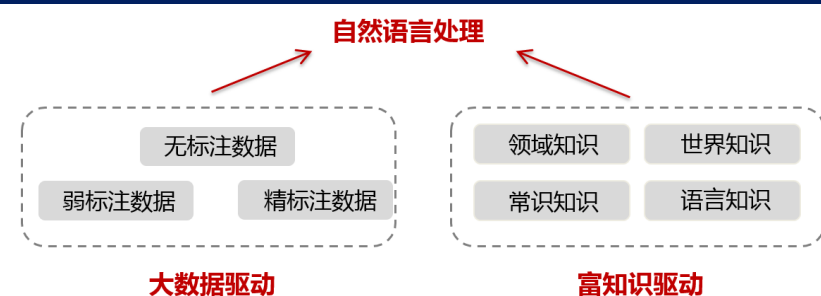 自然语言处理
无标注数据
弱标注数据
精标注数据
大数据驱动
领域知识
世界知识
常识知识
语言知识
富知识驱动